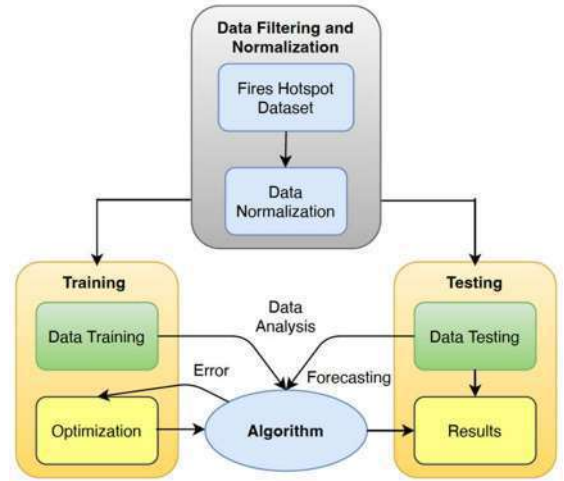 Data Filtering and
Normalization
Fires Hotspot
Dataset
Data
Normalization
Training
Testing
Data Training
Data
Analysis
Data Testing
Error
Forecasting
Optimization
Algorithm
Results